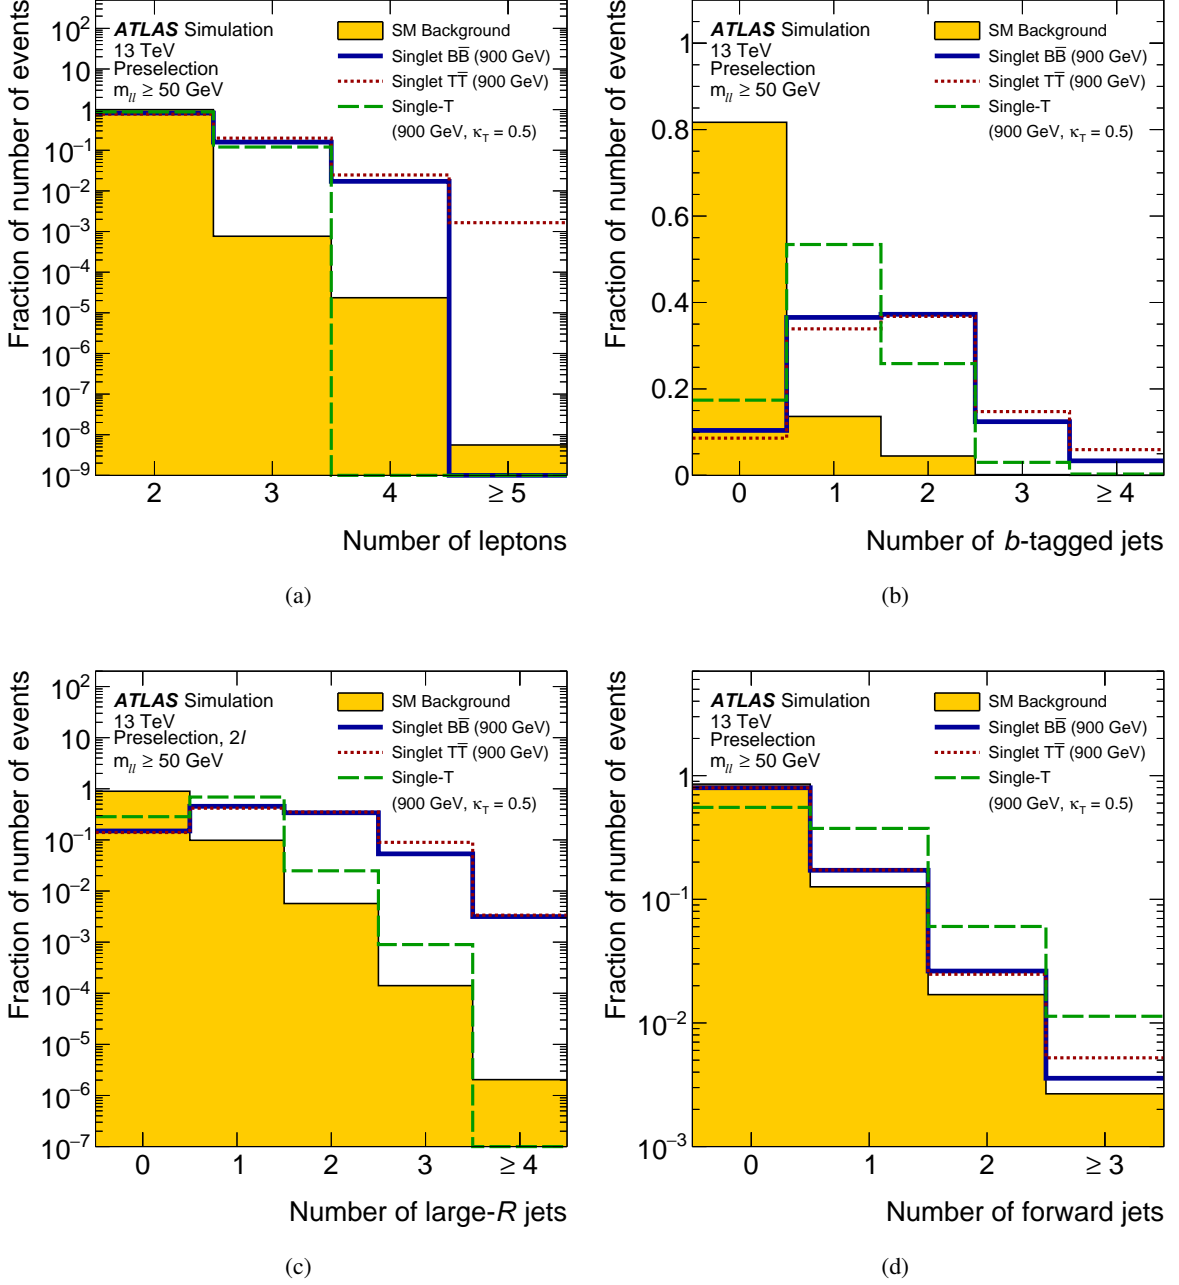 Fraction of number of events
ATLAS Simulation
13 TeV
Preselection
m_ll ≥ 50 GeV
SM Background
Singlet BB̅ (900 GeV)
Singlet TT̅ (900 GeV)
Single-T
(900 GeV, κ_T = 0.5)
10²
10
1
10⁻¹
10⁻²
10⁻³
10⁻⁴
10⁻⁵
10⁻⁶
10⁻⁷
10⁻⁸
10⁻⁹
2 3 4 ≥ 5
Number of leptons
(a)
Fraction of number of events
ATLAS Simulation
13 TeV
Preselection
m_ll ≥ 50 GeV
SM Background
Singlet BB̅ (900 GeV)
Singlet TT̅ (900 GeV)
Single-T
(900 GeV, κ_T = 0.5)
1
0.8
0.6
0.4
0.2
0
0 1 2 3 ≥ 4
Number of b-tagged jets
(b)
Fraction of number of events
ATLAS Simulation
13 TeV
Preselection, 2l
m_ll ≥ 50 GeV
SM Background
Singlet BB̅ (900 GeV)
Singlet TT̅ (900 GeV)
Single-T
(900 GeV, κ_T = 0.5)
10²
10
1
10⁻¹
10⁻²
10⁻³
10⁻⁴
10⁻⁵
10⁻⁶
10⁻⁷
0 1 2 3 ≥ 4
Number of large-R jets
(c)
Fraction of number of events
ATLAS Simulation
13 TeV
Preselection
m_ll ≥ 50 GeV
SM Background
Singlet BB̅ (900 GeV)
Singlet TT̅ (900 GeV)
Single-T
(900 GeV, κ_T = 0.5)
1
10⁻¹
10⁻²
10⁻³
0 1 2 ≥ 3
Number of forward jets
(d)